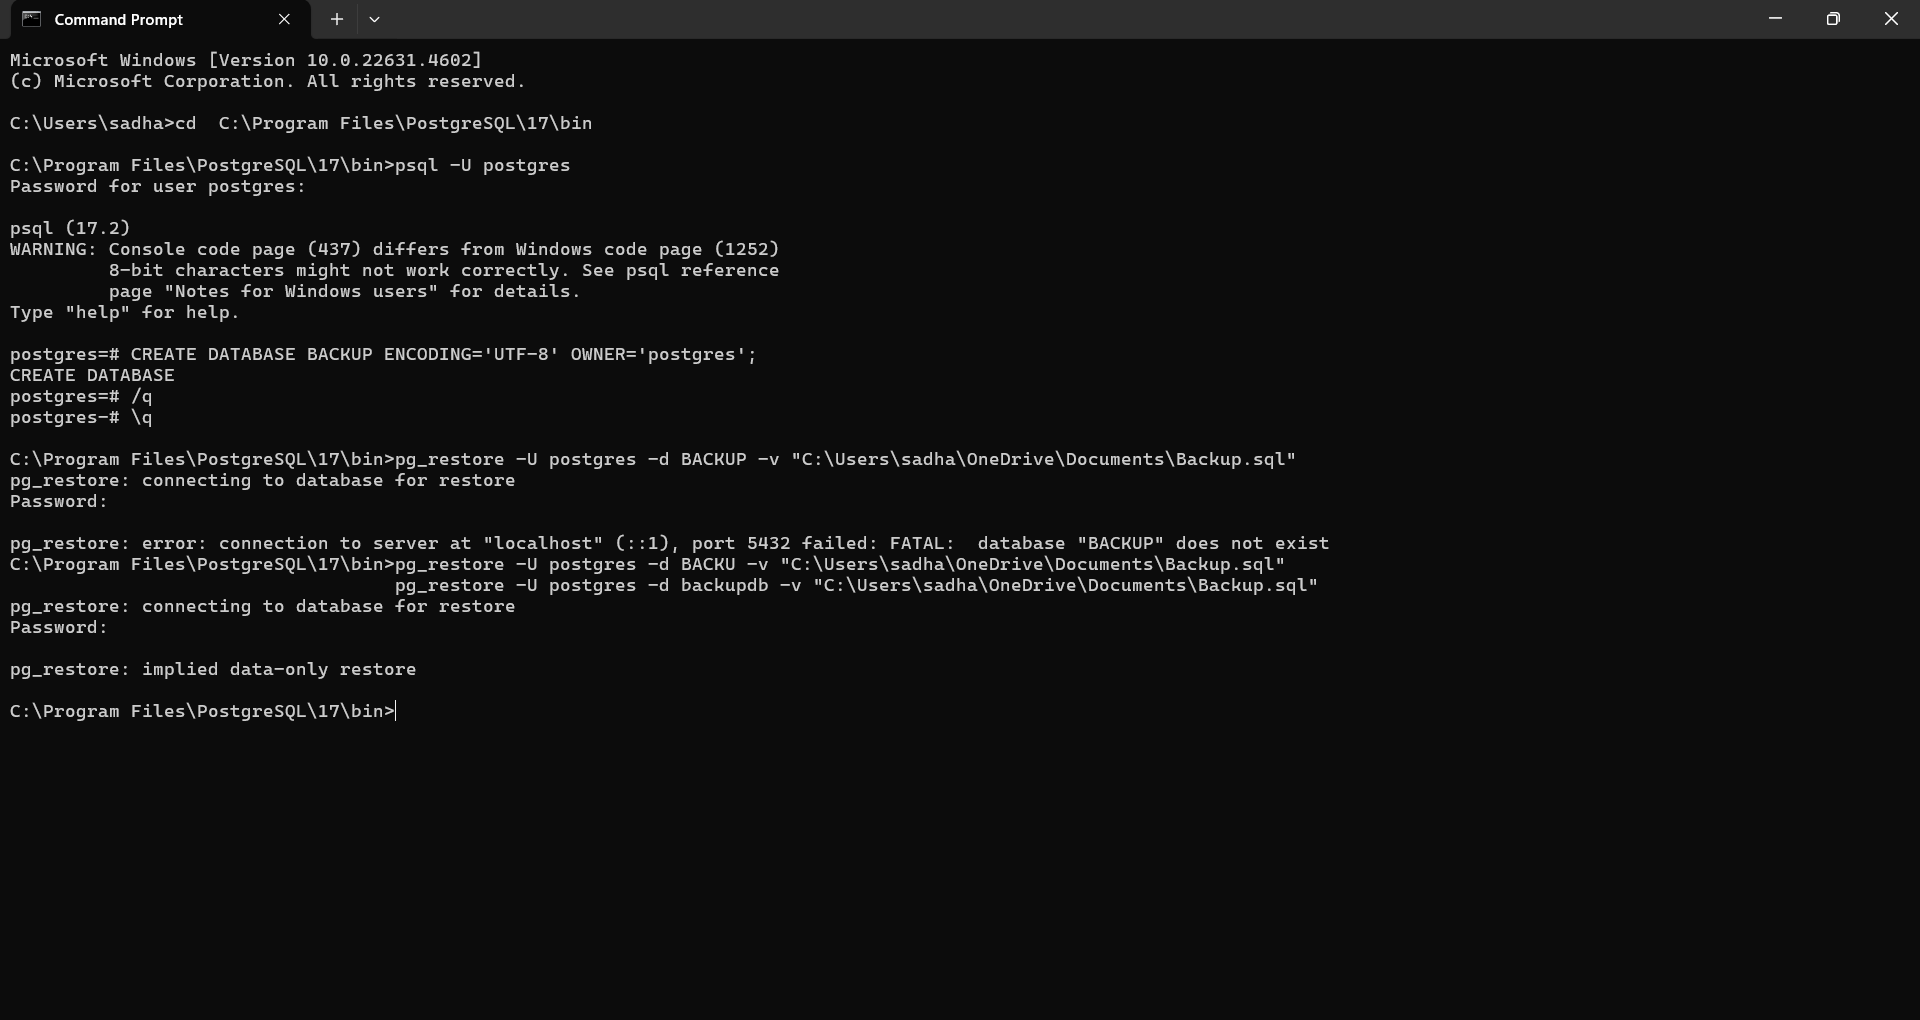 Command Prompt
Microsoft Windows [Version 10.0.22631.4602]
(c) Microsoft Corporation. All rights reserved.
C:\Users\sadha>cd  C:\Program Files\PostgreSQL\17\bin
C:\Program Files\PostgreSQL\17\bin>psql -U postgres
Password for user postgres:
psql (17.2)
WARNING: Console code page (437) differs from Windows code page (1252)
         8-bit characters might not work correctly. See psql reference
         page "Notes for Windows users" for details.
Type "help" for help.
postgres=# CREATE DATABASE BACKUP ENCODING='UTF-8' OWNER='postgres';
CREATE DATABASE
postgres=# /q
postgres-# \q
C:\Program Files\PostgreSQL\17\bin>pg_restore -U postgres -d BACKUP -v "C:\Users\sadha\OneDrive\Documents\Backup.sql"
pg_restore: connecting to database for restore
Password:
pg_restore: error: connection to server at "localhost" (::1), port 5432 failed: FATAL:  database "BACKUP" does not exist
C:\Program Files\PostgreSQL\17\bin>pg_restore -U postgres -d BACKU -v "C:\Users\sadha\OneDrive\Documents\Backup.sql"
                                   pg_restore -U postgres -d backupdb -v "C:\Users\sadha\OneDrive\Documents\Backup.sql"
pg_restore: connecting to database for restore
Password:
pg_restore: implied data-only restore
C:\Program Files\PostgreSQL\17\bin>